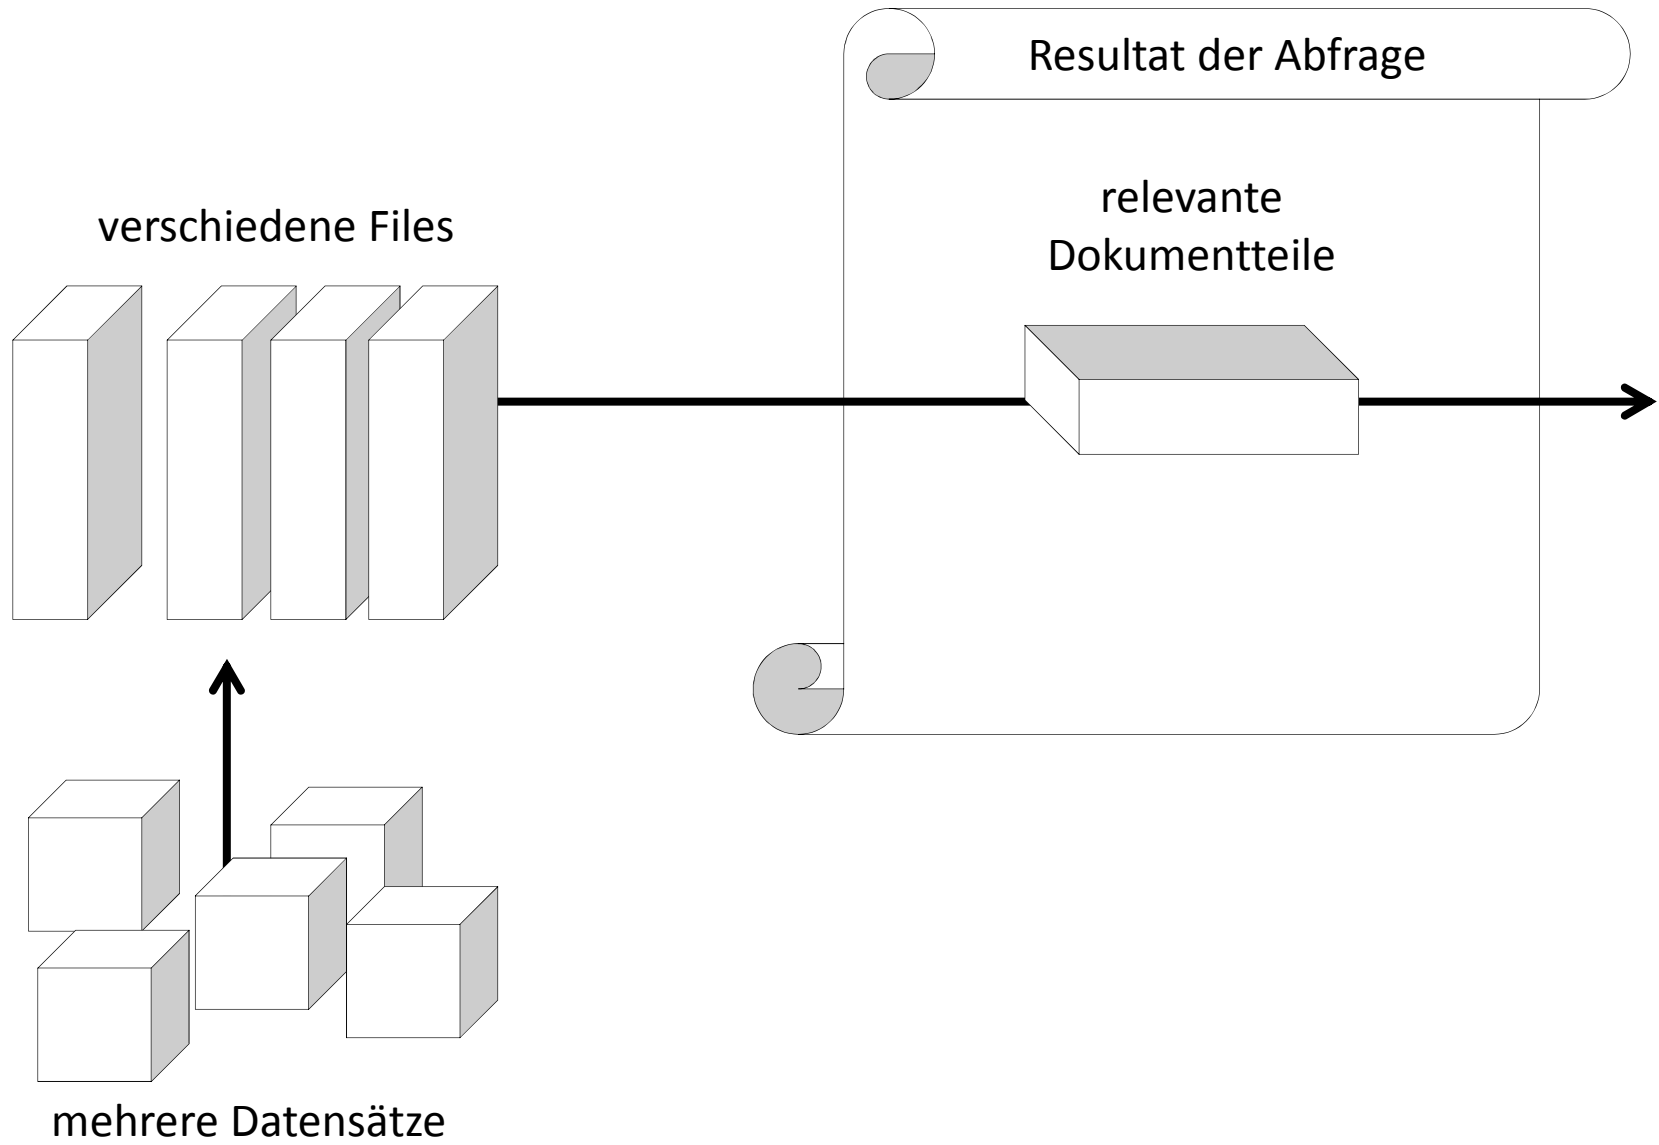 Resultat der Abfrage
verschiedene Files
relevante
Dokumentteile
mehrere Datensätze